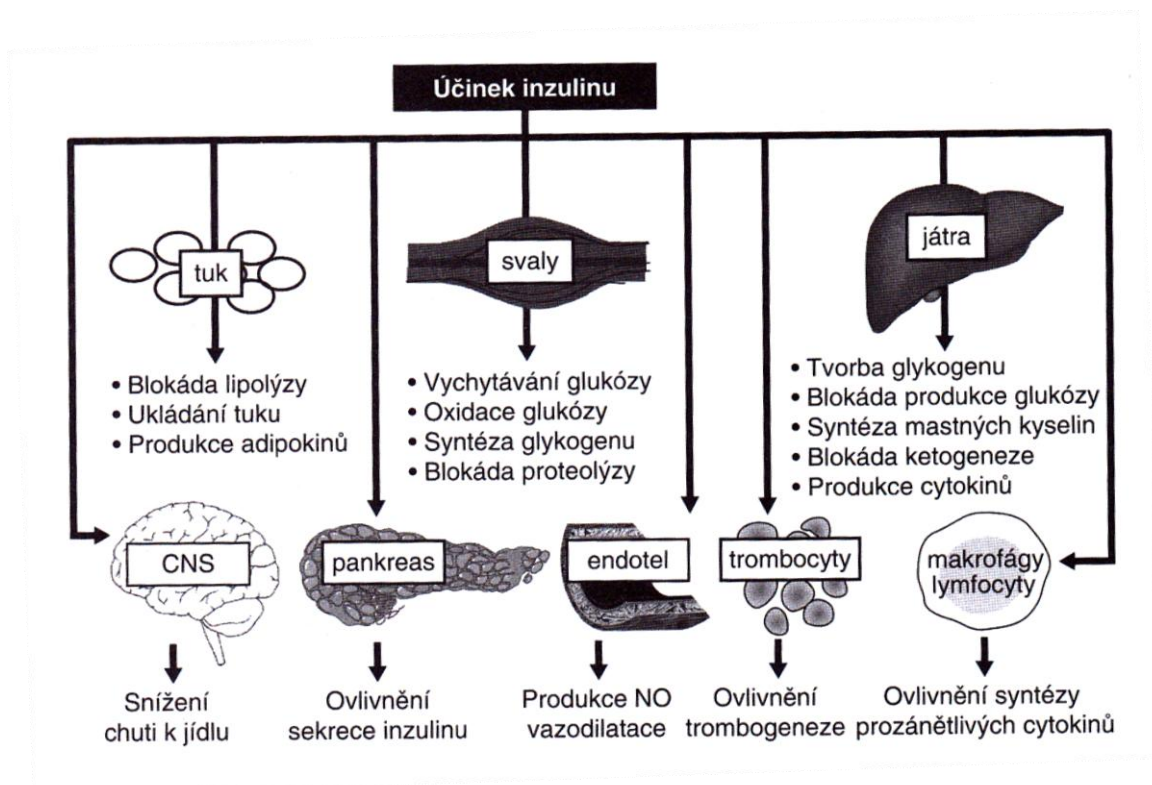 Účinek inzulinu
tuk
svaly
játra
• Blokáda lipolýzy
• Ukládání tuku
• Produkce adipokinů
• Vychytávání glukózy
• Oxidace glukózy
• Syntéza glykogenu
• Blokáda proteolýzy
• Tvorba glykogenu
• Blokáda produkce glukózy
• Syntéza mastných kyselin
• Blokáda ketogeneze
• Produkce cytokinů
CNS
pankreas
endotel
trombocyty
makrofágy
lymfocyty
Snížení
chuti k jídlu
Ovlivnění
sekrece inzulinu
Produkce NO
vazodilatace
Ovlivnění
trombogeneze
Ovlivnění syntézy
prozánětlivých cytokinů